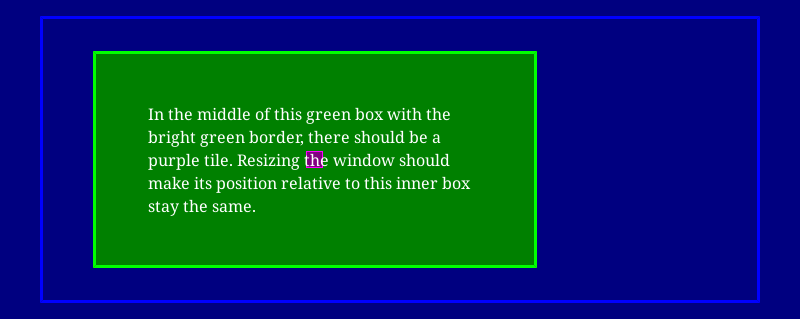 In the middle of this green box with the
bright green border, there should be a
purple tile. Resizing the window should
make its position relative to this inner box
stay the same.